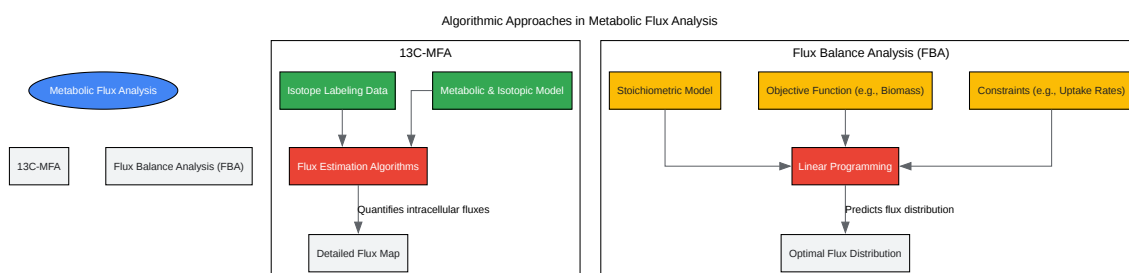 Algorithmic Approaches in Metabolic Flux Analysis
Metabolic Flux Analysis
13C-MFA
Flux Balance Analysis (FBA)
13C-MFA
Isotope Labeling Data
Metabolic & Isotopic Model
Flux Estimation Algorithms
Quantifies intracellular fluxes
Detailed Flux Map
Flux Balance Analysis (FBA)
Stoichiometric Model
Objective Function (e.g., Biomass)
Constraints (e.g., Uptake Rates)
Linear Programming
Predicts flux distribution
Optimal Flux Distribution